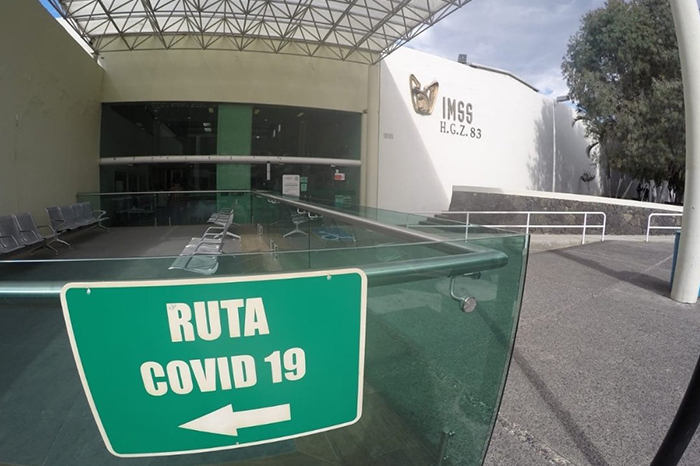 IMSS
H.G.Z. 83
RUTA
COVID 19